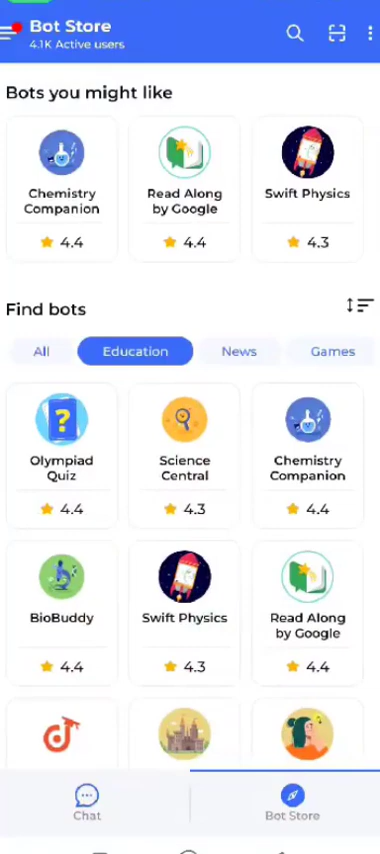 Bot Store
4.1K Active users
Bots you might like
Chemistry
Companion
4.4
Read Along
by Google
4.4
Swift Physics
4.3
Find bots
All
Education
News
Games
Olympiad
Quiz
4.4
Science
Central
4.3
Chemistry
Companion
4.4
BioBuddy
4.4
Swift Physics
4.3
Read Along
by Google
4.4
Chat
Bot Store